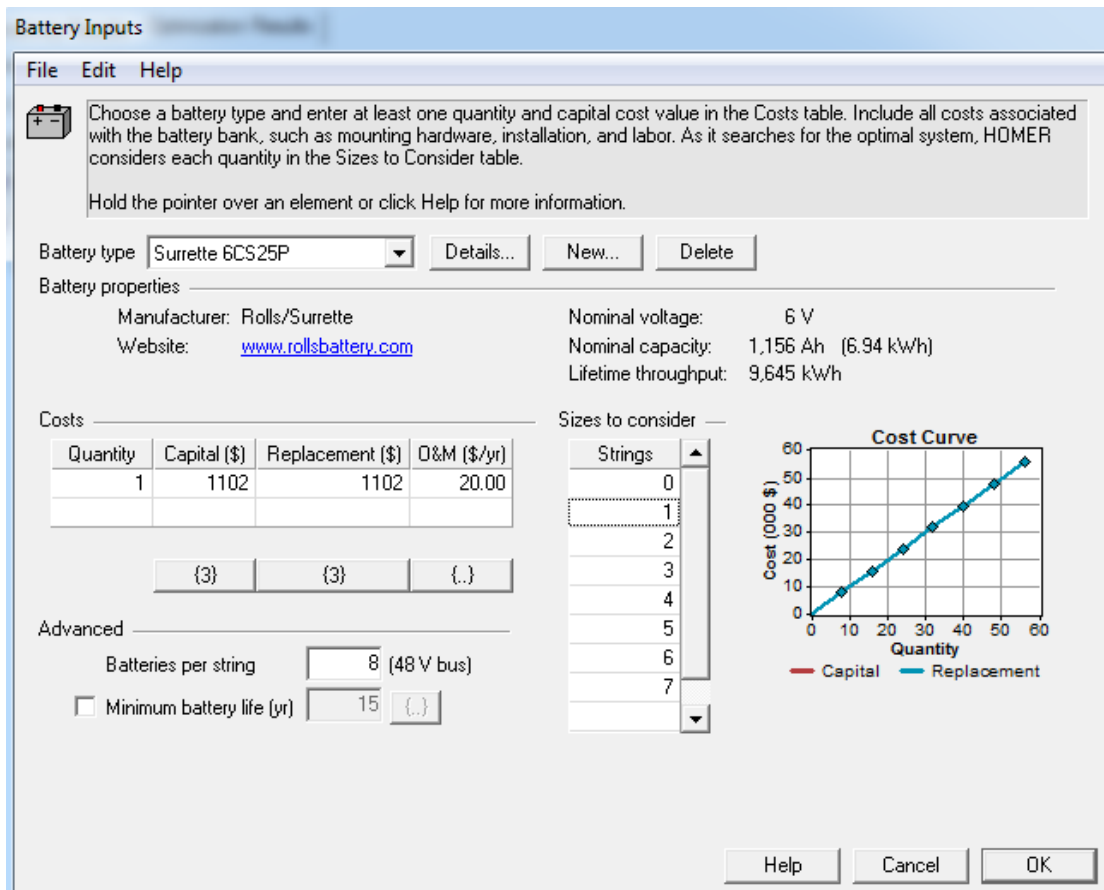 Battery Inputs
File Edit Help
Choose a battery type and enter at least one quantity and capital cost value in the Costs table. Include all costs associated
with the battery bank, such as mounting hardware, installation, and labor. As it searches for the optimal system, HOMER
considers each quantity in the Sizes to Consider table.
Hold the pointer over an element or click Help for more information.
Battery type Surrette 6CS25P Details... New... Delete
Battery properties
Manufacturer: Rolls/Surrette Nominal voltage: 6 V
Website: www.rollsbattery.com Nominal capacity: 1,156 Ah (6.94 kWh)
Lifetime throughput: 9,645 kWh
Costs
Quantity Capital ($) Replacement ($) O&M ($/yr)
1 1102 1102 20.00
{3} {3} {..}
Advanced
Batteries per string 8 (48 V bus)
Minimum battery life (yr) 15 {..}
Sizes to consider
Strings
0
1
2
3
4
5
6
7
Cost Curve
Cost (000 $)
60
50
40
30
20
10
0
0 10 20 30 40 50 60
Quantity
Capital Replacement
Help Cancel OK